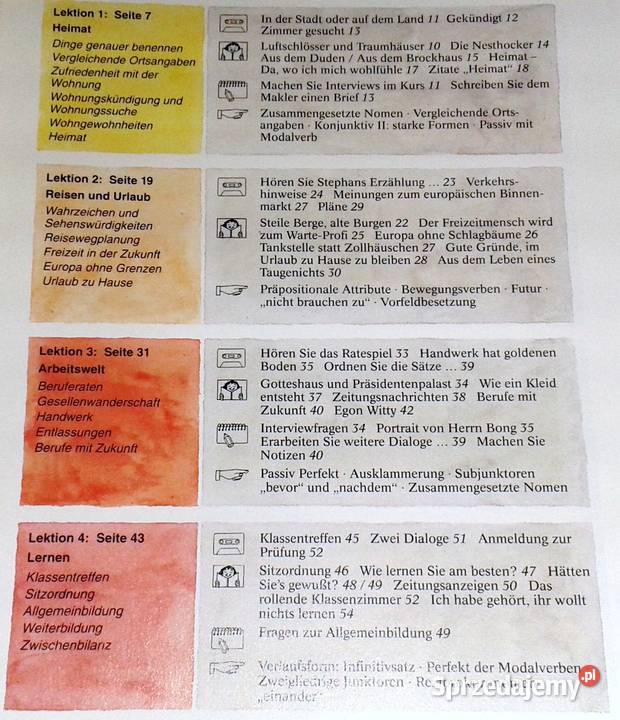 Lektion 1: Seite 7
Heimat
Dinge genauer benennen
Vergleichende Ortsangaben
Zufriedenheit mit der
Wohnung
Wohnungskündigung und
Wohnungssuche
Wohngewohnheiten
Heimat
In der Stadt oder auf dem Land 11 Gekündigt 12
Zimmer gesucht 13
Luftschlösser und Traumhäuser 10 Die Nesthocker 14
Aus dem Duden / Aus dem Brockhaus 15 Heimat –
Da, wo ich mich wohlfühle 17 Zitate „Heimat“ 18
Machen Sie Interviews im Kurs 11 Schreiben Sie dem
Makler einen Brief 13
Zusammengesetzte Nomen · Vergleichende Orts-
angaben · Konjunktiv II: starke Formen · Passiv mit
Modalverb
Lektion 2: Seite 19
Reisen und Urlaub
Wahrzeichen und
Sehenswürdigkeiten
Reisewegplanung
Freizeit in der Zukunft
Europa ohne Grenzen
Urlaub zu Hause
Hören Sie Stephans Erzählung ... 23 Verkehrs-
hinweise 24 Meinungen zum europäischen Binnen-
markt 27 Pläne 29
Steile Berge, alte Burgen 22 Der Freizeitmensch wird
zum Warte-Profi 25 Europa ohne Schlagbäume 26
Tankstelle statt Zollhäuschen 27 Gute Gründe, im
Urlaub zu Hause zu bleiben 28 Aus dem Leben eines
Taugenichts 30
Präpositionale Attribute · Bewegungsverben · Futur ·
„nicht brauchen zu“ · Vorfeldbesetzung
Lektion 3: Seite 31
Arbeitswelt
Beruferaten
Gesellenwanderschaft
Handwerk
Entlassungen
Berufe mit Zukunft
Hören Sie das Ratespiel 33 Handwerk hat goldenen
Boden 35 Ordnen Sie die Sätze ... 39
Gotteshaus und Präsidentenpalast 34 Wie ein Kleid
entsteht 37 Zeitungsnachrichten 38 Berufe mit
Zukunft 40 Egon Witty 42
Interviewfragen 34 Portrait von Herrn Bong 35
Erarbeiten Sie weitere Dialoge ... 39 Machen Sie
Notizen 40
Passiv Perfekt · Ausklammerung · Subjunktoren
„bevor“ und „nachdem“ · Zusammengesetzte Nomen
Lektion 4: Seite 43
Lernen
Klassentreffen
Sitzordnung
Allgemeinbildung
Weiterbildung
Zwischenbilanz
Klassentreffen 45 Zwei Dialoge 51 Anmeldung zur
Prüfung 52
Sitzordnung 46 Wie lernen Sie am besten? 47 Hätten
Sie's gewußt? 48 / 49 Zeitungsanzeigen 50 Das
rollende Klassenzimmer 52 Ich habe gehört, ihr wollt
nichts lernen 54
Fragen zur Allgemeinbildung 49
Verlaufsform: Infinitivsatz · Perfekt der Modalverben
Zweigliedrige Junktoren ·
„einander“
Sprzedajemy.pl